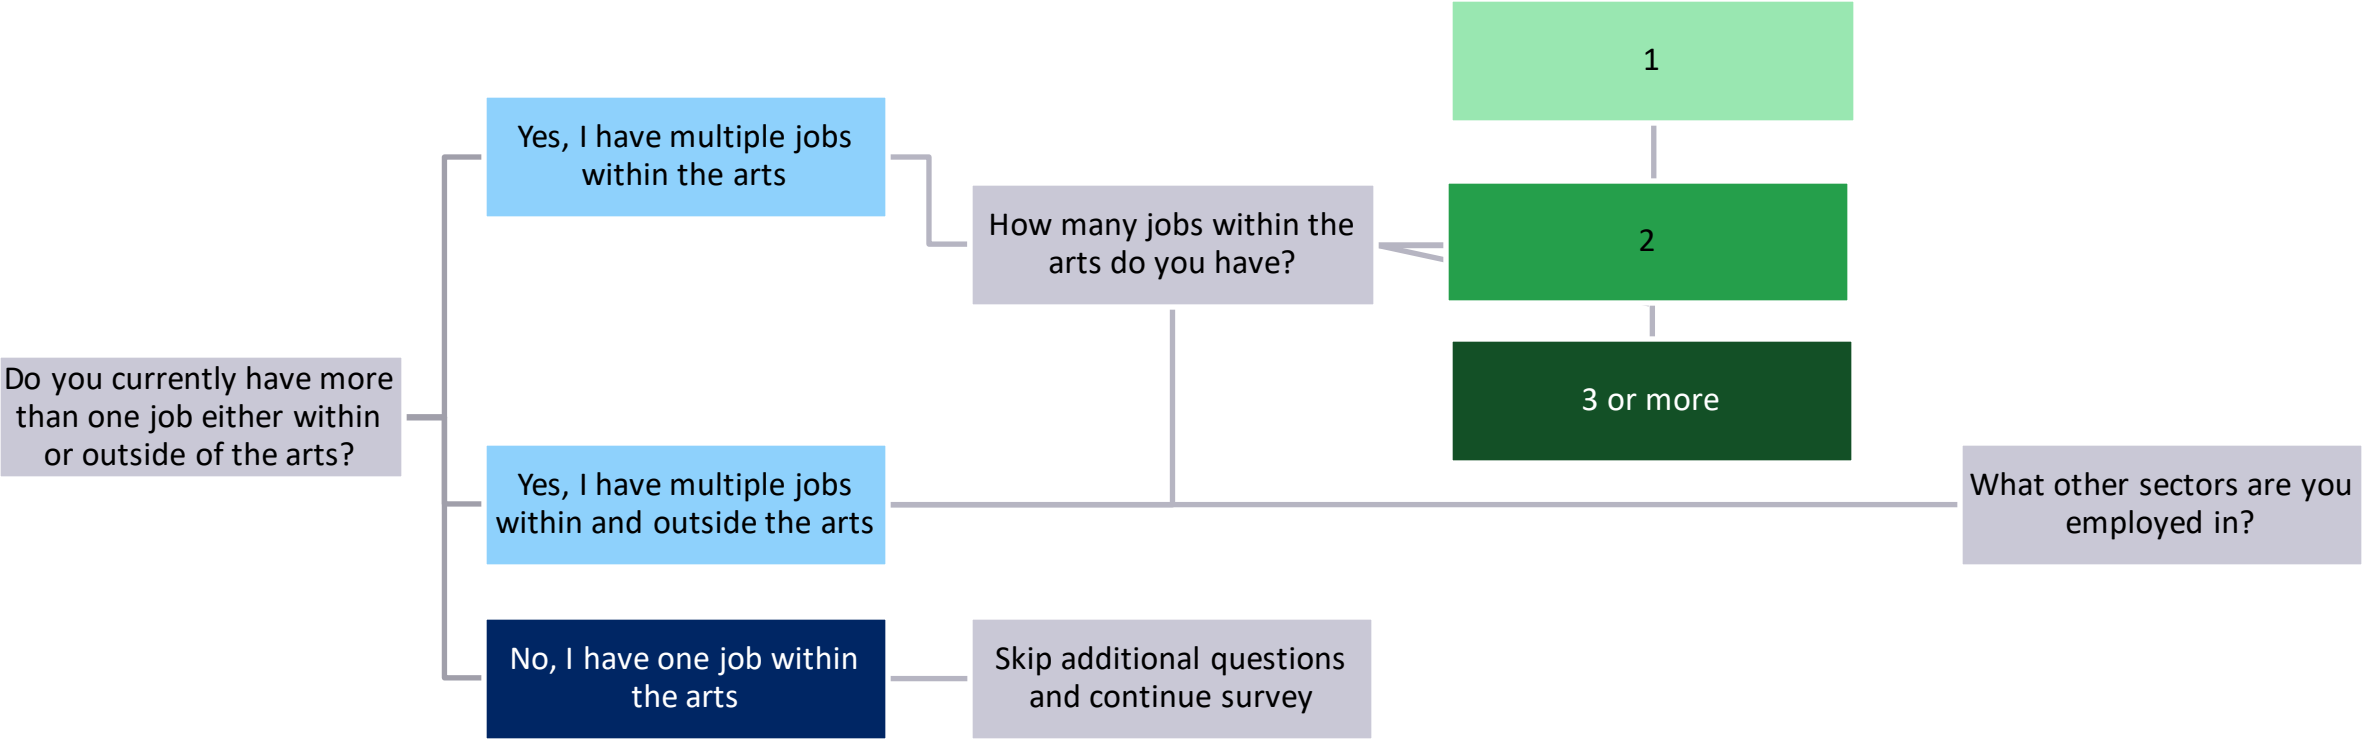 Do you currently have more
than one job either within
or outside of the arts?
Yes, I have multiple jobs
within the arts
Yes, I have multiple jobs
within and outside the arts
No, I have one job within
the arts
How many jobs within the
arts do you have?
Skip additional questions
and continue survey
1
2
3 or more
What other sectors are you
employed in?